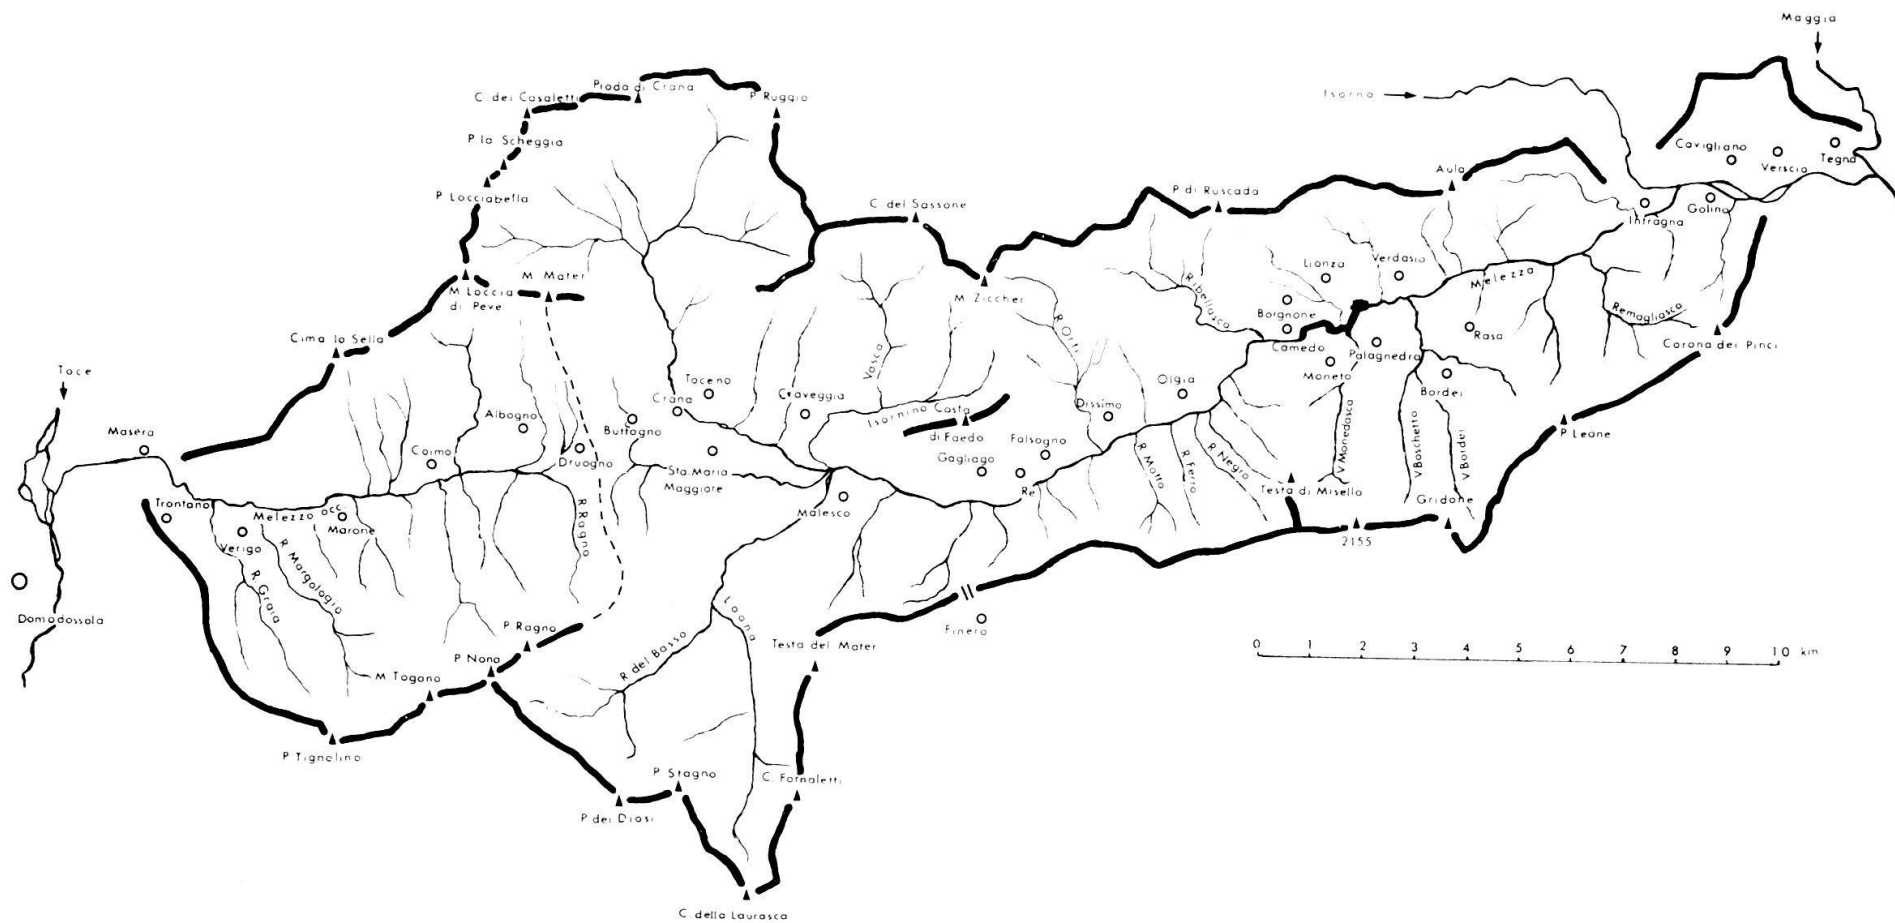 Maggia
Isorno
C. dei Casaletti
Pioda di Crana
P. Ruggio
P. la Scheggia
P. Locciabella
Cavigliano
Verscio
Tegna
C. del Sassone
P. di Ruscada
Aula
Intragna
Golino
M. Loccia
di Peve
M. Mater
M. Ziccher
Lionza
Verdasio
Melezza
Ribellasca
Borgnone
Remagliasca
Cima la Sella
R. Orti
Camedo
Palagnedra
Rasa
Corona dei Pinci
Toce
Vasca
Moneto
Bordei
Toceno
Crana
Craveggia
Olgia
Masera
Albogno
Buttogno
Isornino
Costa
di Faedo
Dissimo
P. Leone
Coimo
Druogno
Sta. Maria
Maggiore
Gagliago
Folsogno
Re
R. Motto
R. Ferro
R. Negro
V. Monedasca
V. Boschetto
V. Bordei
Testa di Misello
Gridone
2155
Trontano
Melezzo occ.
Marone
Verigo
R. Margologio
R. Graia
R. Ragno
Malesco
Domodossola
Loana
Finero
P. Ragno
P. Nona
M. Togano
R. del Basso
Testa del Mater
0 1 2 3 4 5 6 7 8 9 10 km
P. Tignolino
P. Stagno
C. Fornaletti
P. dei Diosi
C. della Laurasca